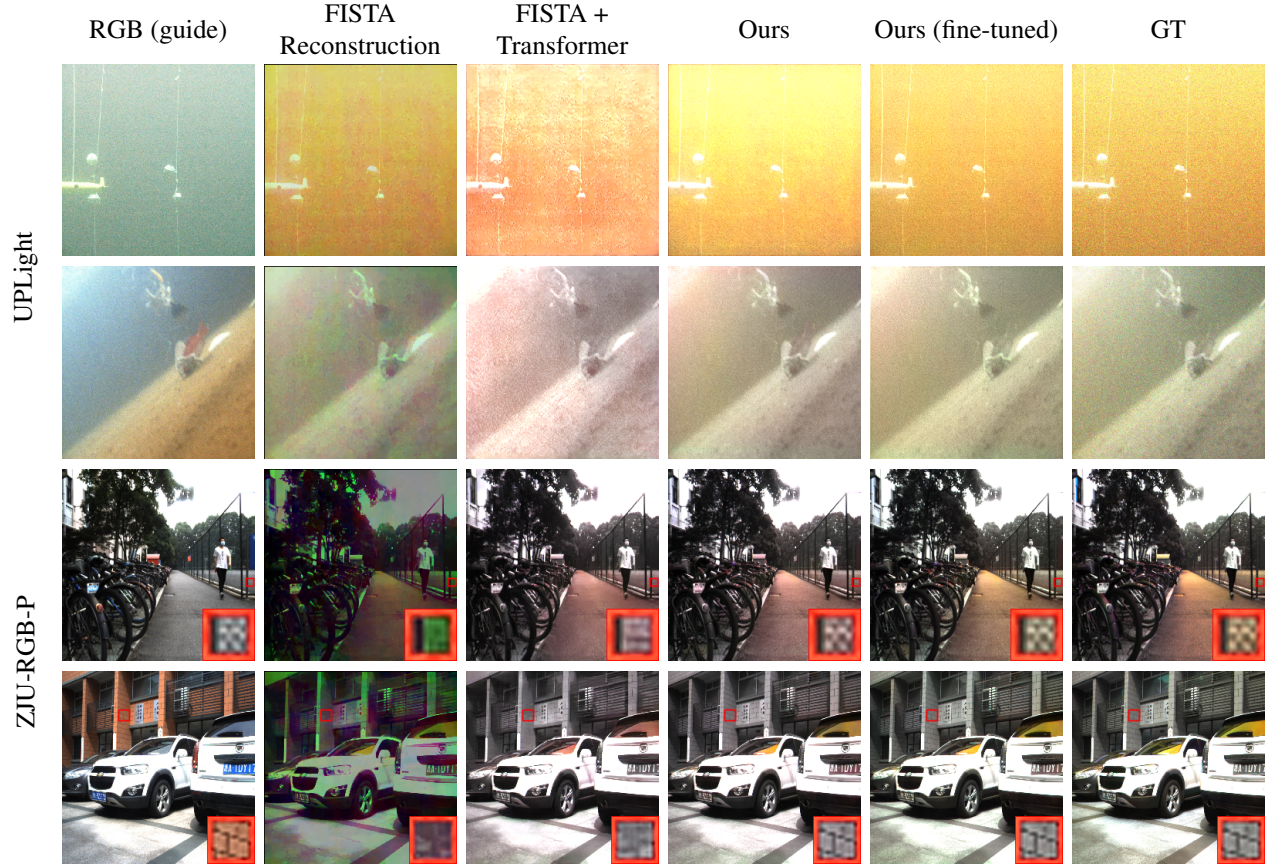 RGB (guide)
FISTA
Reconstruction
FISTA +
Transformer
Ours
Ours (fine-tuned)
GT
UPLight
ZJU-RGB-P